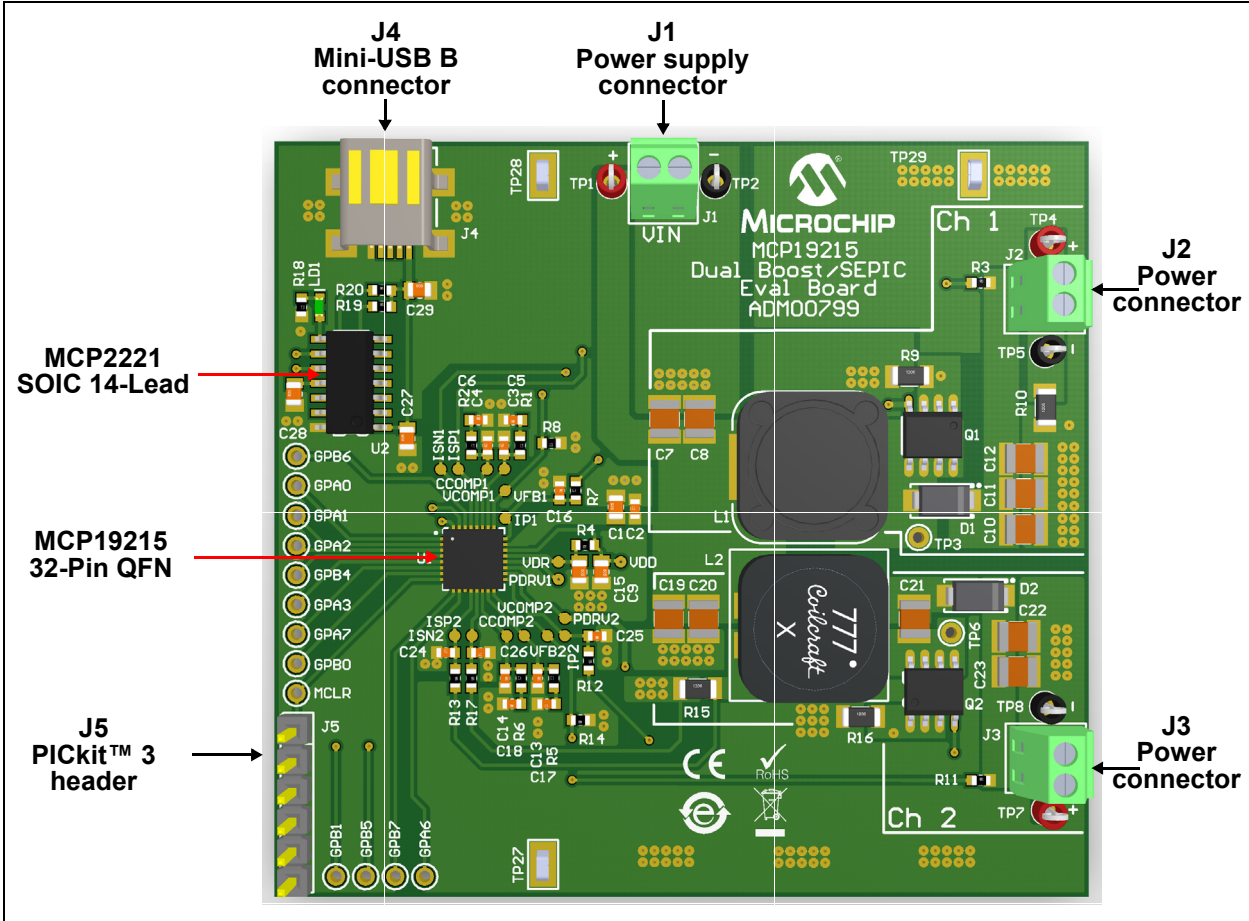 J4
Mini-USB B
connector
J1
Power supply
connector
TP28
TP1
+
-
TP2
J1
VIN
TP29
J4
MICROCHIP
MCP19215
Dual Boost/SEPIC
Eval Board
ADM00799
Ch 1
TP4
+
J2
R3
TP5
-
J2
Power
connector
R18
LD1
R20
R19
C29
MCP2221
SOIC 14-Lead
C28
U2
C27
C6
R2
C4
C5
C3
R1
R8
ISN1
ISP1
CCOMP1
VCOMP1
VFB1
IP1
C16
R7
C1
C2
C7
C8
L1
R9
Q1
R10
C12
C11
C10
D1
TP3
GPB6
GPA0
GPA1
GPA2
GPB4
GPA3
GPA7
GPB0
MCLR
MCP19215
32-Pin QFN
R4
VDR
VDD
PDRV1
C15
C9
VCOMP2
PDRV2
CCOMP2
ISP2
ISN2
VFB2
IP2
C24
C26
C25
R12
R13
R17
C14
R6
C18
C13
R5
C17
R14
L2
C19
C20
777
Coilcraft
X
C21
D2
C22
C23
TP6
Q2
TP8
-
R15
R16
J3
R11
TP7
+
Ch 2
J3
Power
connector
J5
PICkit™ 3
header
J5
GPB1
GPB5
GPB7
GPA6
TP27
CE
RoHS
e